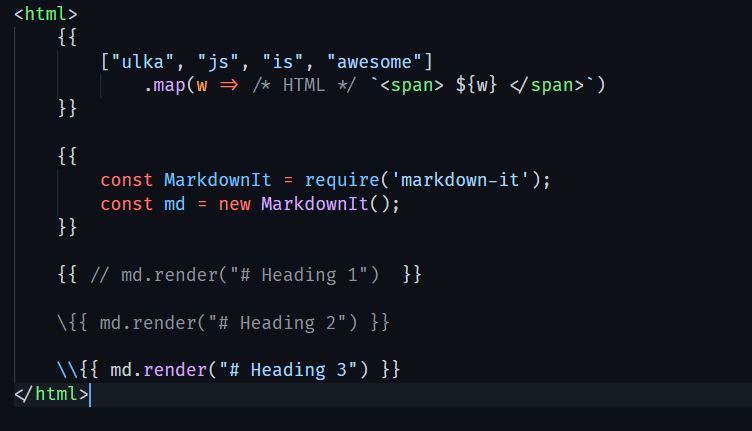 <html>
{{
["ulka", "js", "is", "awesome"]
.map(w => /* HTML */ `<span> ${w} </span>`)
}}
{{
const MarkdownIt = require('markdown-it');
const md = new MarkdownIt();
}}
{{ // md.render("# Heading 1")  }}
\{{ md.render("# Heading 2") }}
\\{{ md.render("# Heading 3") }}
</html>